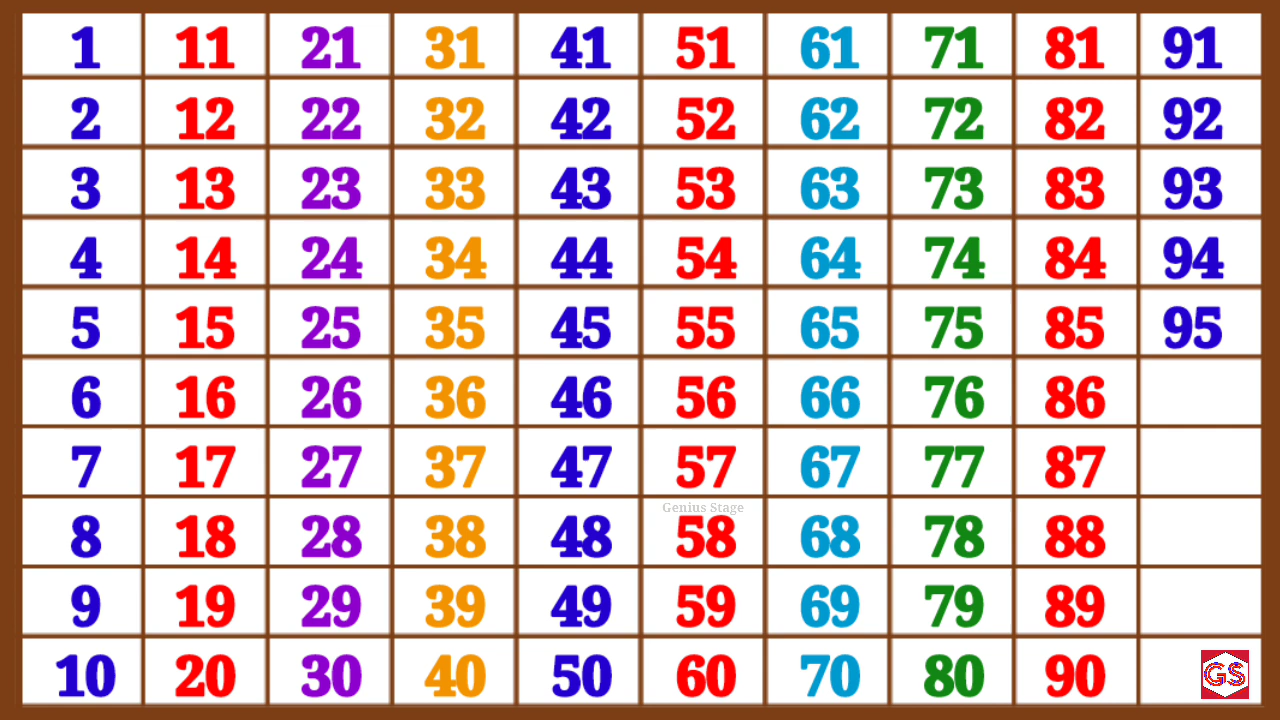 1 11 21 31 41 51 61 71 81 91
2 12 22 32 42 52 62 72 82 92
3 13 23 33 43 53 63 73 83 93
4 14 24 34 44 54 64 74 84 94
5 15 25 35 45 55 65 75 85 95
6 16 26 36 46 56 66 76 86
7 17 27 37 47 57 67 77 87
Genius Stage
8 18 28 38 48 58 68 78 88
9 19 29 39 49 59 69 79 89
10 20 30 40 50 60 70 80 90
GS